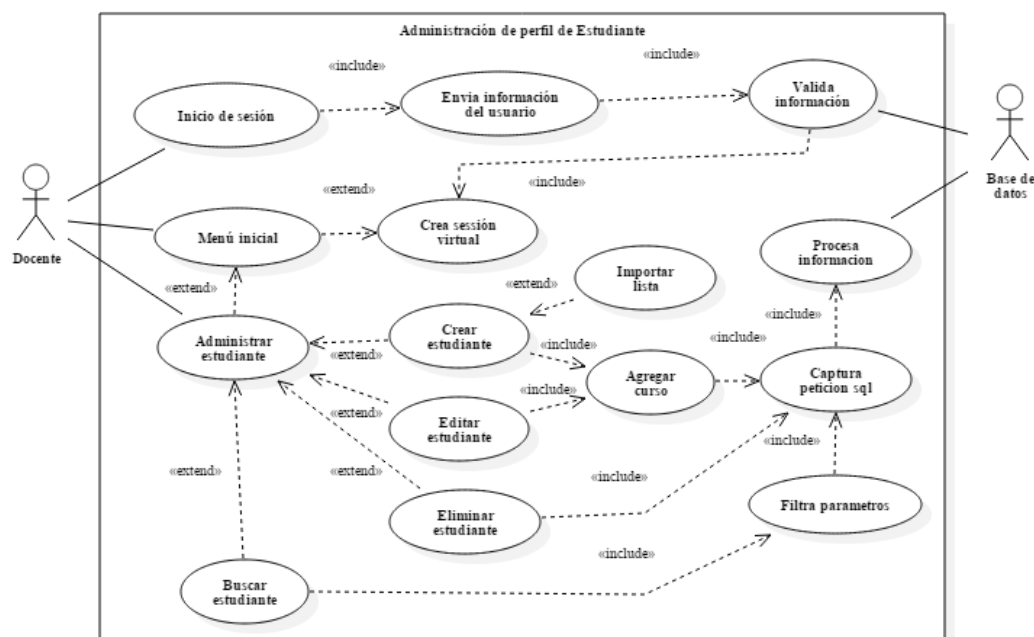 Administración de perfil de Estudiante
«include»
«include»
Inicio de sesión
Envia información
del usuario
Valida
información
Docente
Base de
datos
«extend»
«include»
Menú inicial
Crea sessión
virtual
Procesa
informacion
«extend»
«extend»
Importar
lista
Administrar
estudiante
«extend»
Crear
estudiante
«include»
«include»
«include»
Agregar
curso
Captura
peticion sql
«include»
«extend»
Editar
estudiante
«extend»
«extend»
«include»
«include»
Eliminar
estudiante
Filtra parametros
«include»
Buscar
estudiante